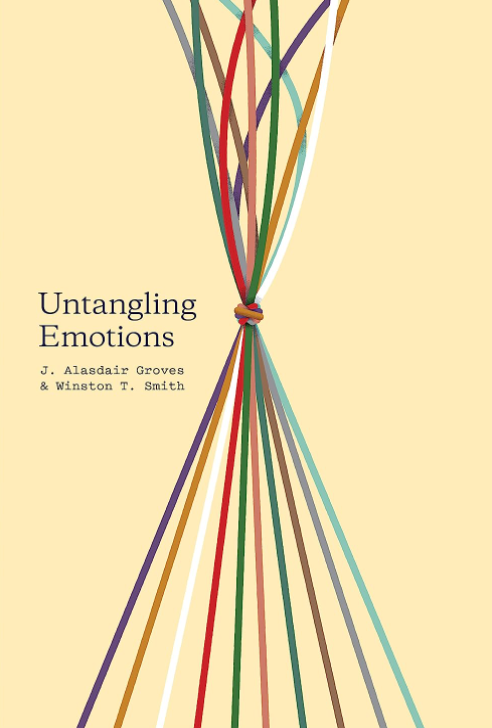 Untangling
Emotions
J. Alasdair Groves
& Winston T. Smith